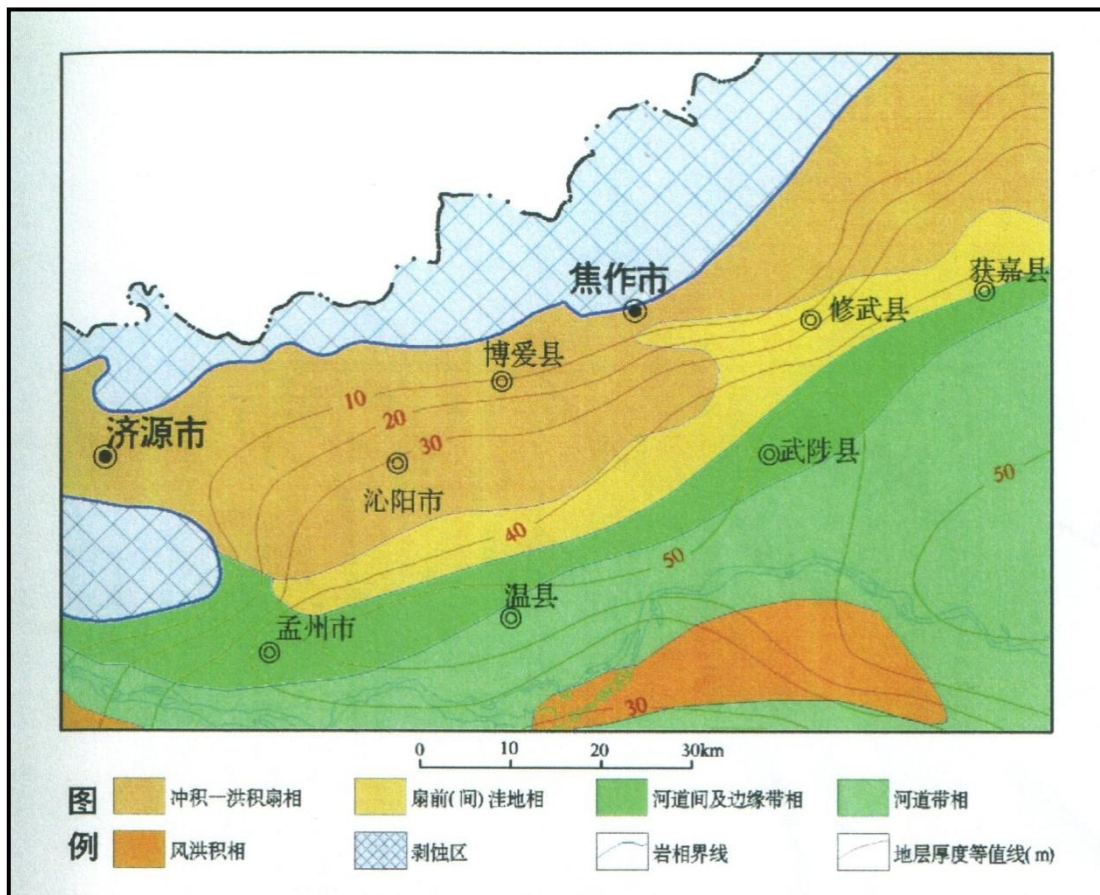 焦作市
获嘉县
修武县
博爱县
10
济源市
20
30
沁阳市
武陟县
50
40
50
温县
孟州市
30
0 10 20 30km
图例
冲积—洪积扇相
扇前(间)洼地相
河道间及边缘带相
河道带相
风洪积相
剥蚀区
岩相界线
地层厚度等值线(m)